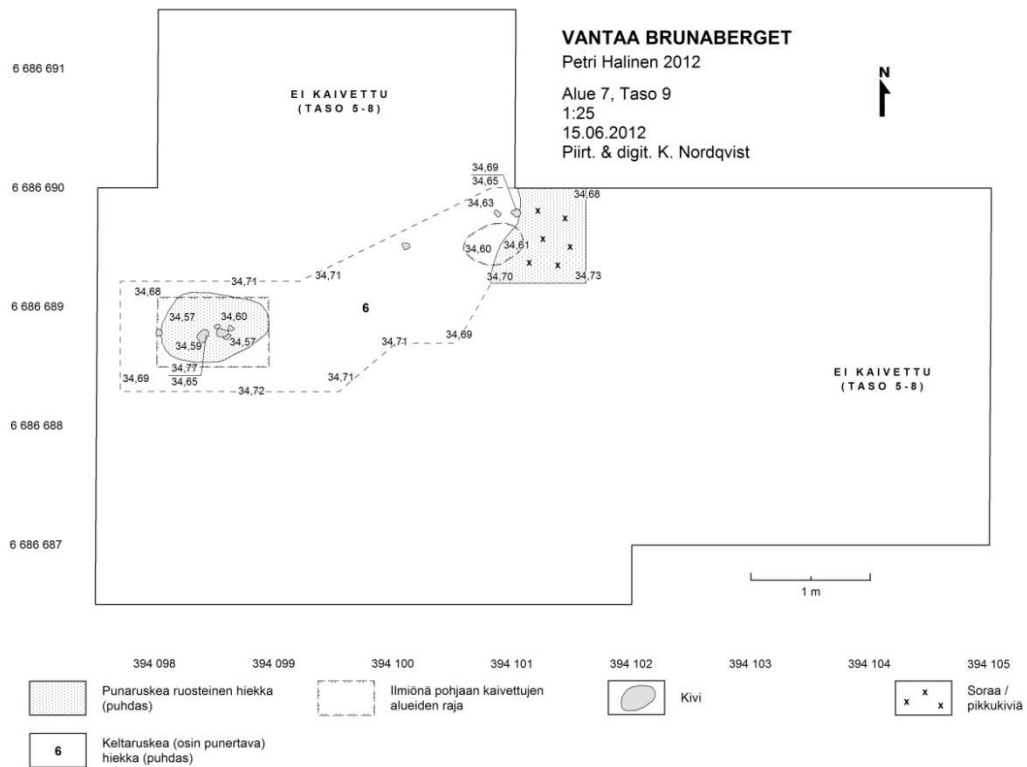 VANTAA BRUNABERGET
Petri Halinen 2012
Alue 7, Taso 9
1:25
15.06.2012
Piirt. & digit. K. Nordqvist
N
6 686 691
EI KAIVETTU
(TASO 5-8)
6 686 690
34,69
34,65
34,63
34,68
34,60
34,61
34,70
34,73
34,71
34,71
34,68
6 686 689
34,57
34,60
6
34,59
34,57
34,77
34,65
34,69
34,72
34,71
34,71
34,69
EI KAIVETTU
(TASO 5-8)
6 686 688
6 686 687
1 m
394 098
394 099
394 100
394 101
394 102
394 103
394 104
394 105
Punaruskea ruosteinen hiekka
(puhdas)
Ilmiönä pohjaan kaivettujen
alueiden raja
Kivi
Soraa /
pikkukiviä
6
Keltaruskea (osin punertava)
hiekka (puhdas)